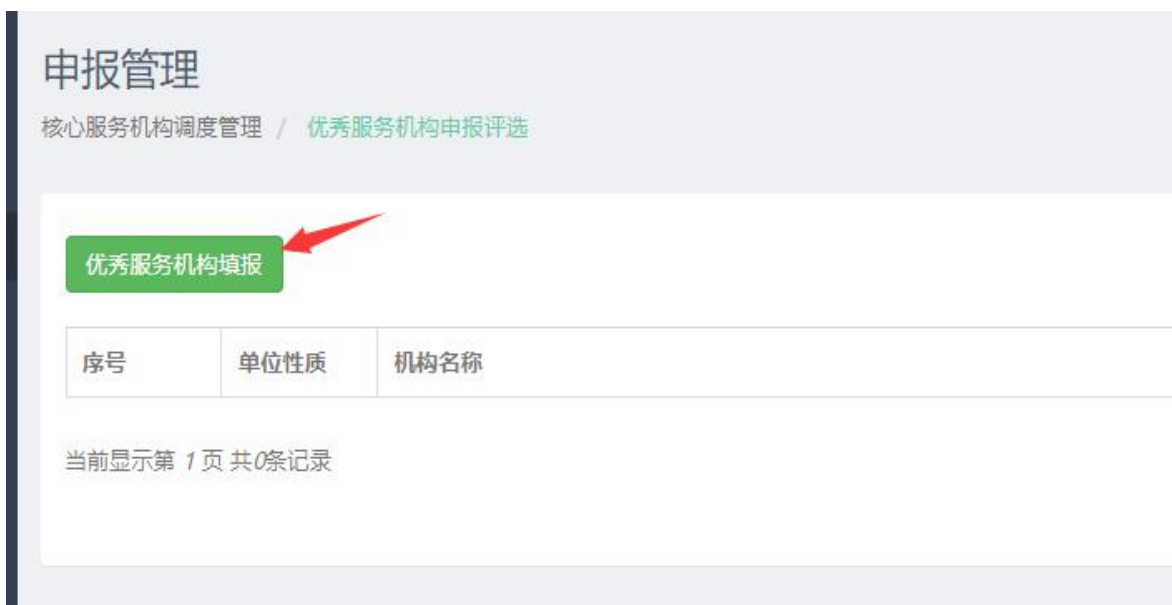 申报管理
核心服务机构调度管理 / 优秀服务机构申报评选
优秀服务机构填报
序号 单位性质 机构名称
当前显示第 1 页 共0条记录